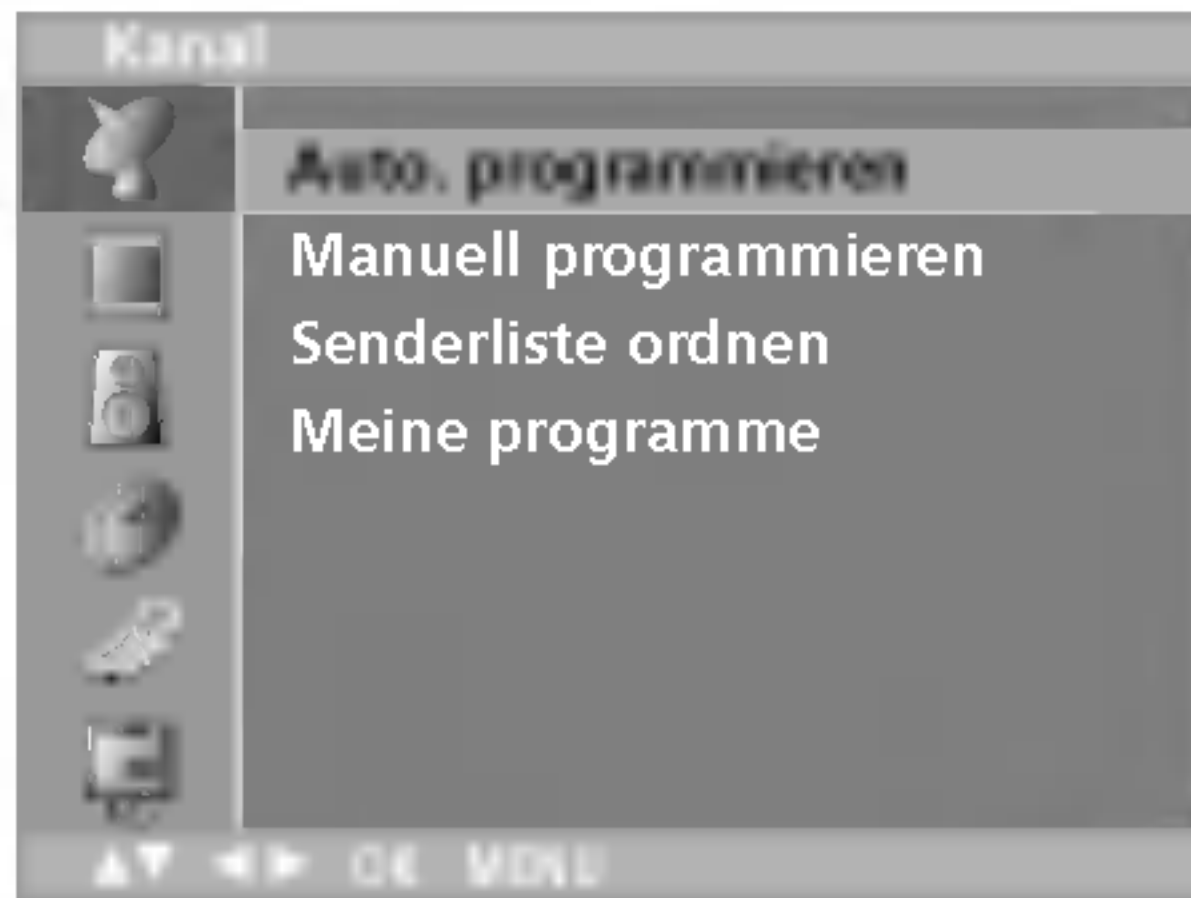 Kanal
Auto. programmieren
Manuell programmieren
Senderliste ordnen
Meine programme
▲▼ ◄► OK MENU